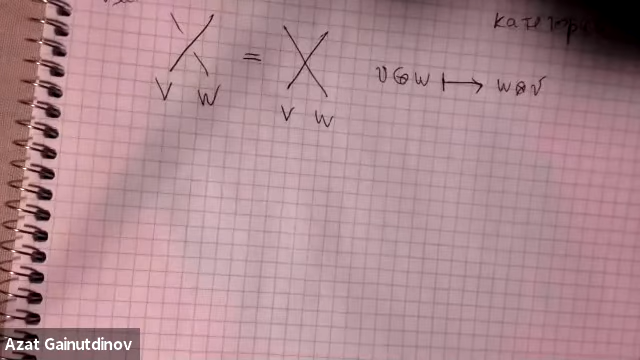 V W
=
V W
v⊗w ⟼ w⊗v
Azat Gainutdinov